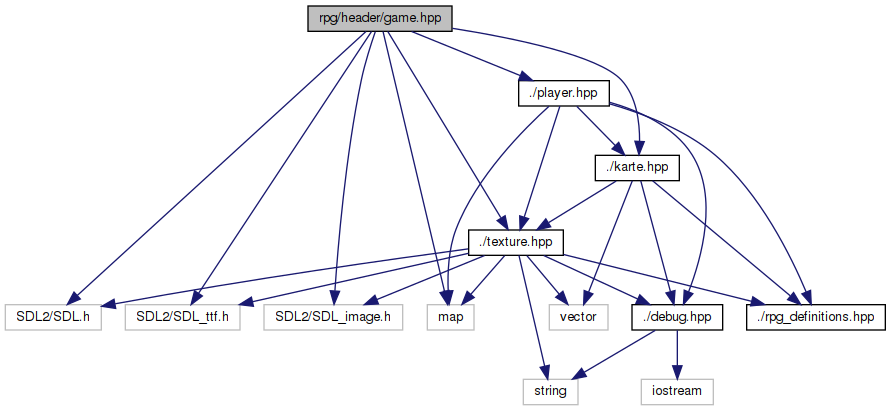 rpg/header/game.hpp
./player.hpp
./karte.hpp
./texture.hpp
SDL2/SDL.h
SDL2/SDL_ttf.h
SDL2/SDL_image.h
map
vector
./debug.hpp
./rpg_definitions.hpp
string
iostream